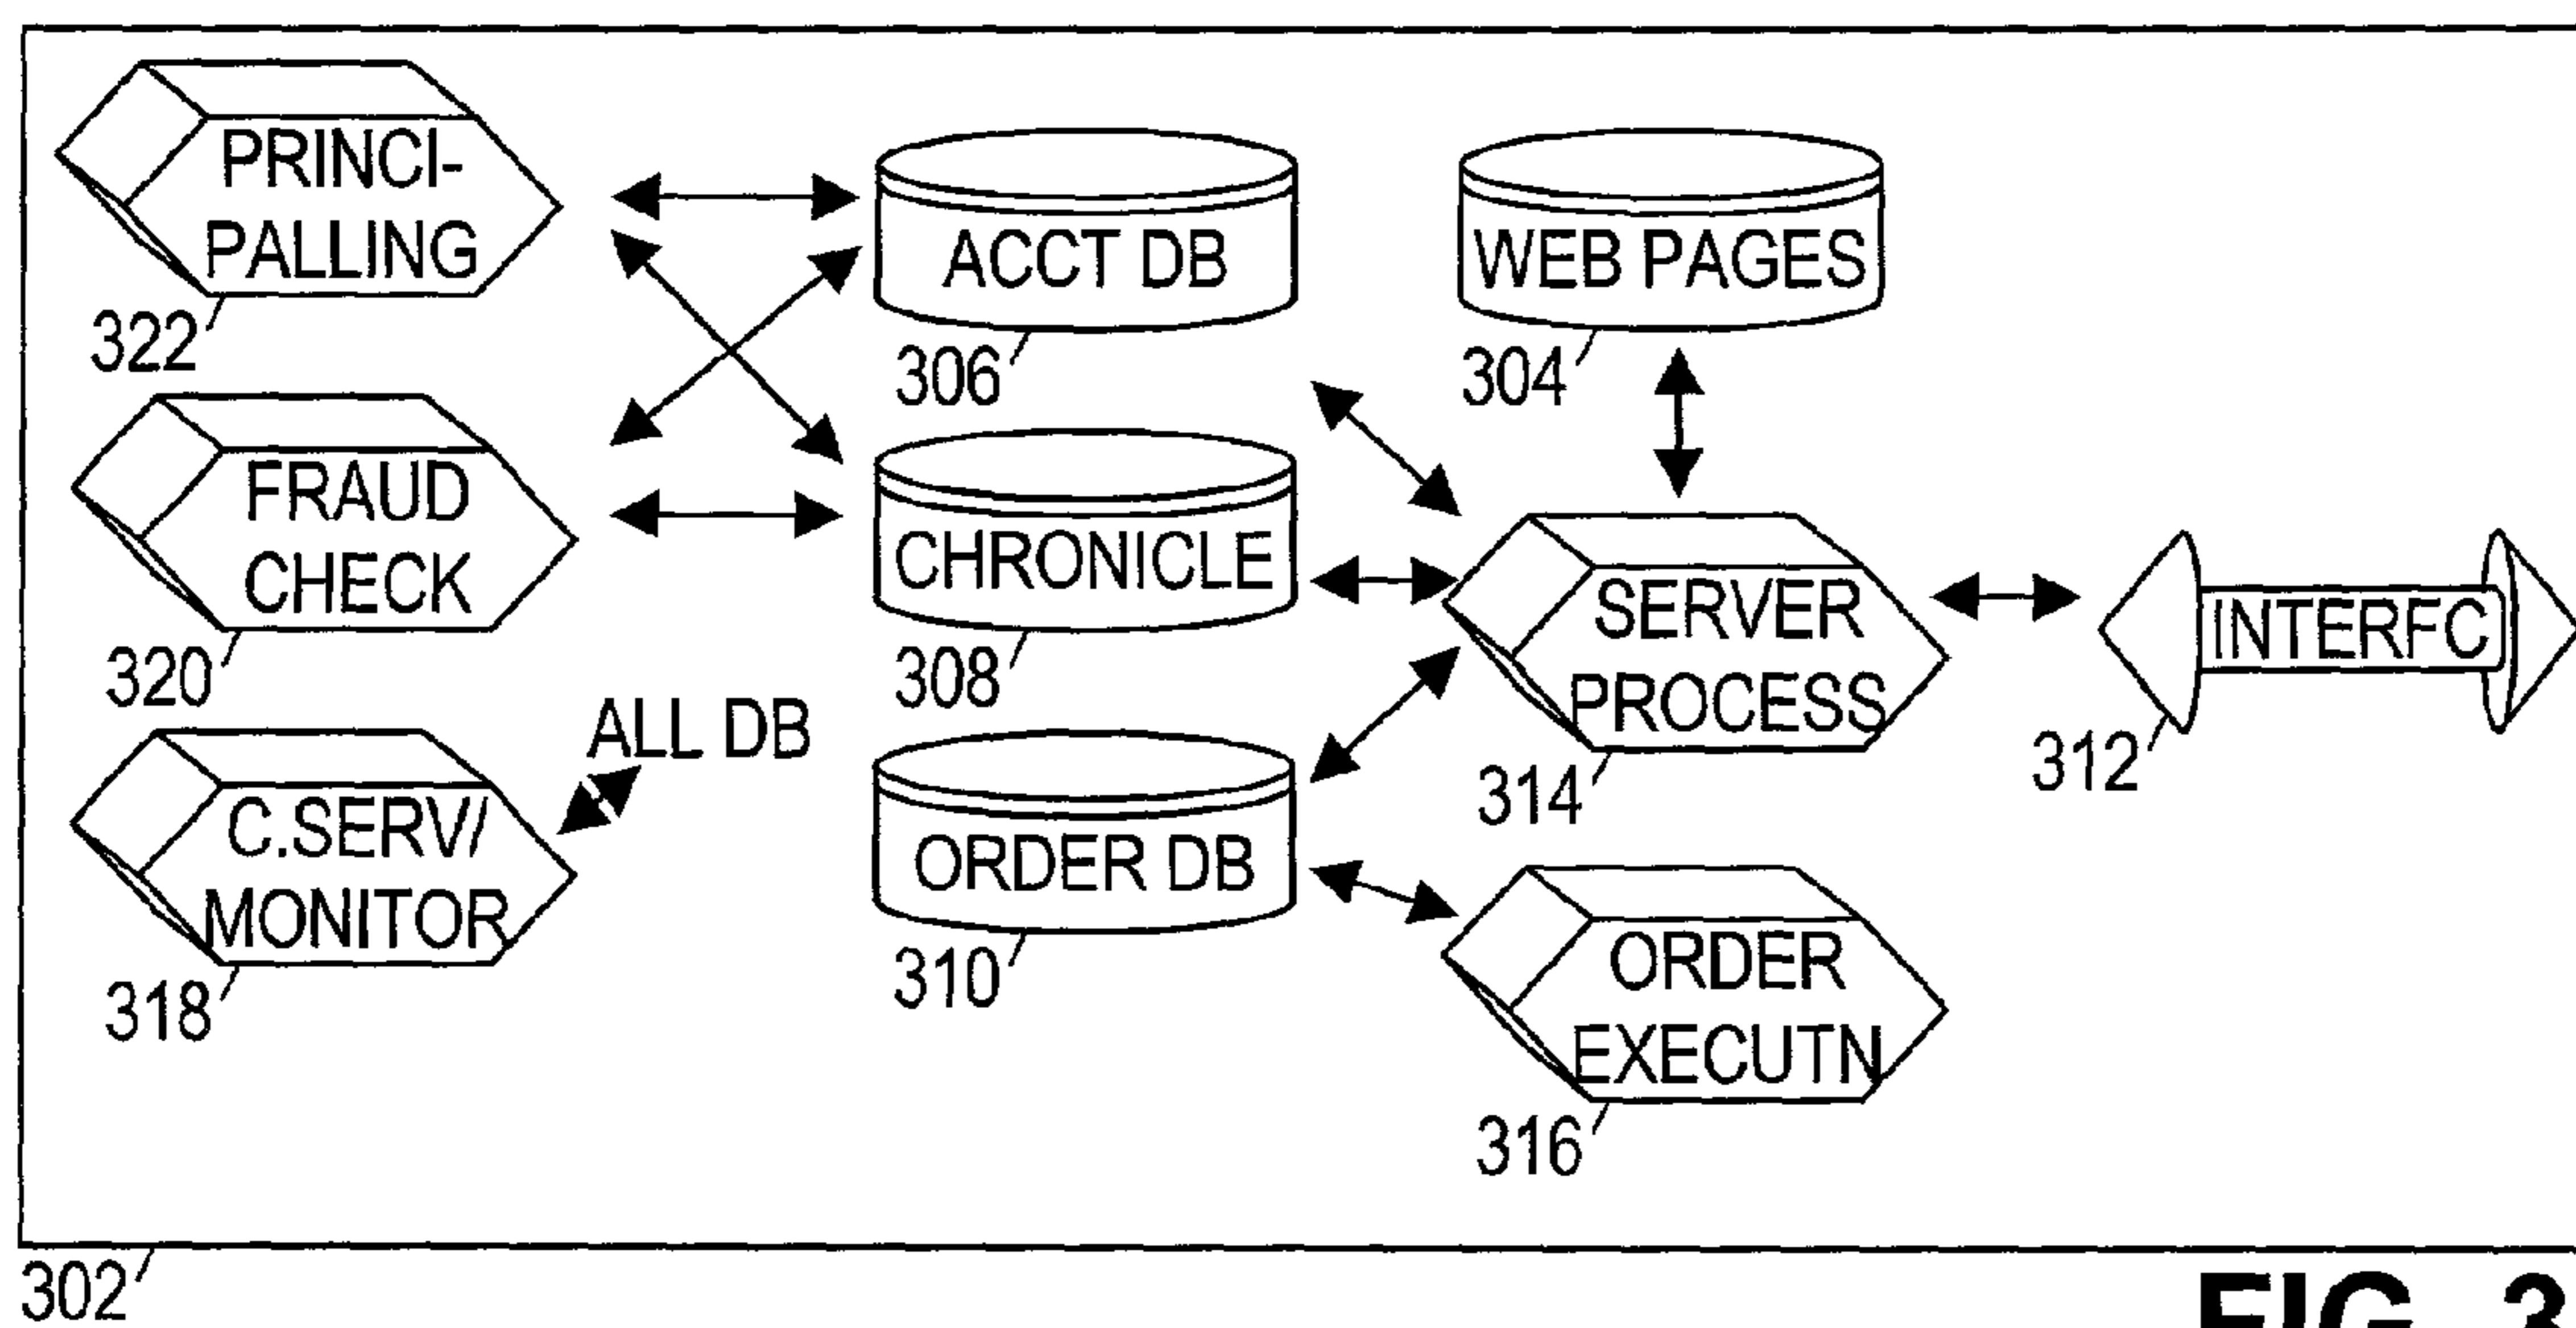 PRINCI-
PALLING
322
ACCT DB
306
WEB PAGES
304
FRAUD
CHECK
320
CHRONICLE
308
SERVER
PROCESS
314
INTERFC
312
ALL DB
C.SERV/
MONITOR
318
ORDER DB
310
ORDER
EXECUTN
316
302
FIG. 3